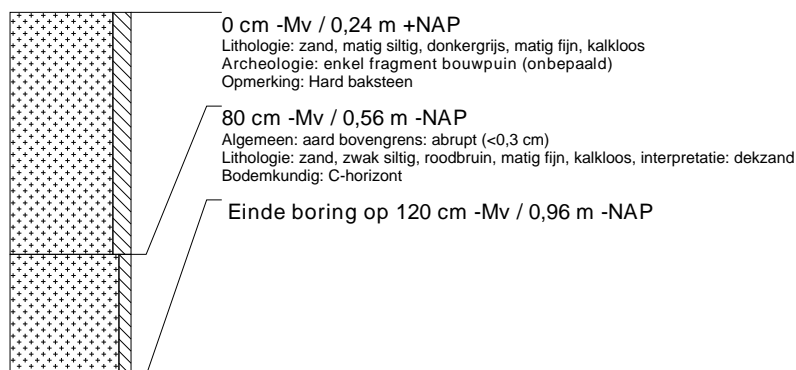 0 cm -Mv / 0,24 m +NAP
Lithologie: zand, matig siltig, donkergrijs, matig fijn, kalkloos
Archeologie: enkel fragment bouwpuin (onbepaald)
Opmerking: Hard baksteen
80 cm -Mv / 0,56 m -NAP
Algemeen: aard bovengrens: abrupt (<0,3 cm)
Lithologie: zand, zwak siltig, roodbruin, matig fijn, kalkloos, interpretatie: dekzand
Bodemkundig: C-horizont
Einde boring op 120 cm -Mv / 0,96 m -NAP